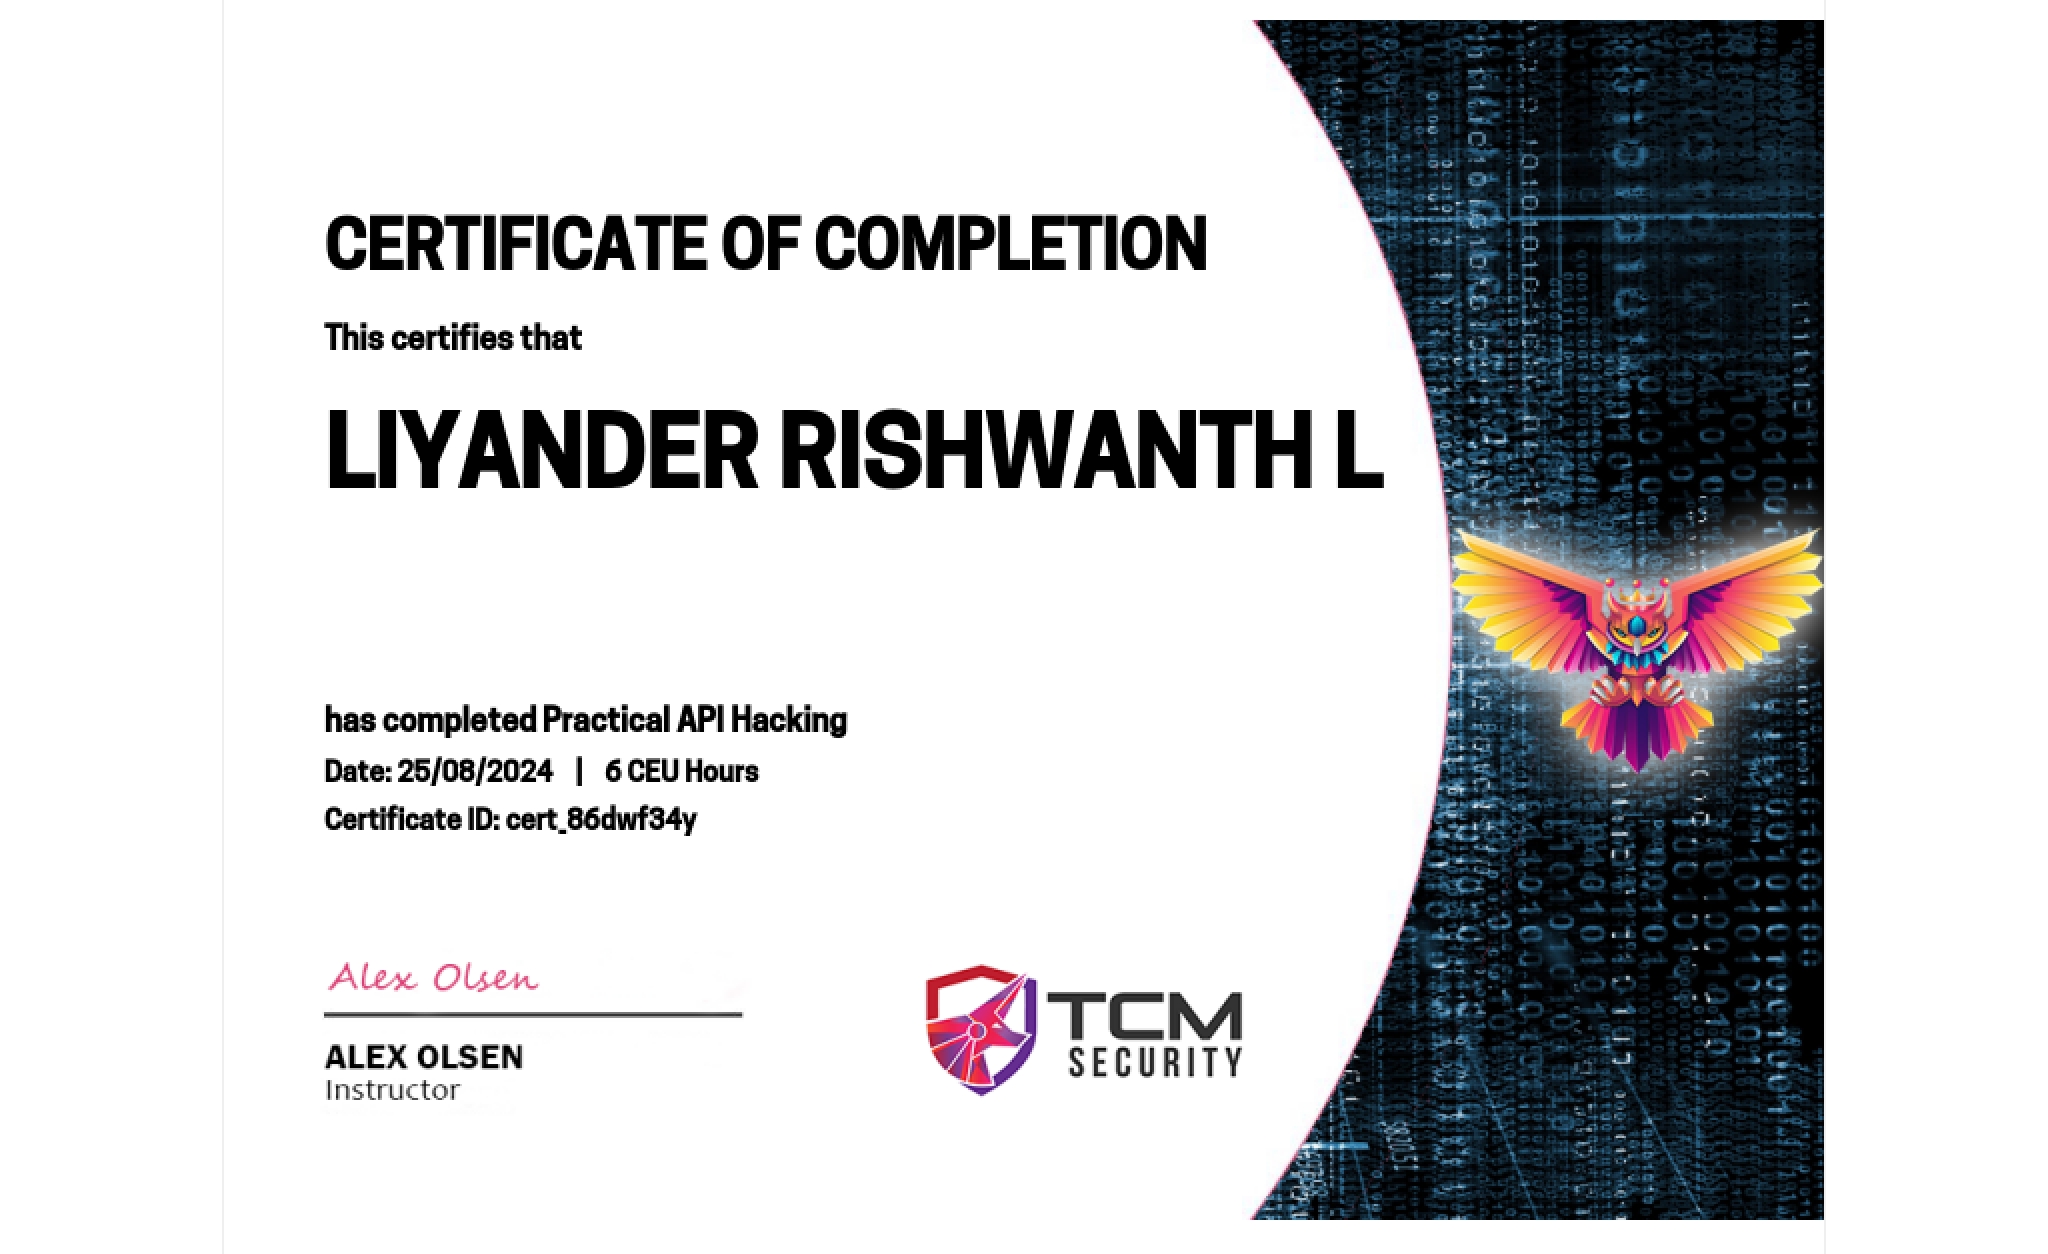 CERTIFICATE OF COMPLETION
This certifies that
LIYANDER RISHWANTH L
has completed Practical API Hacking
Date: 25/08/2024 | 6 CEU Hours
Certificate ID: cert_86dwf34y
Alex Olsen
ALEX OLSEN
Instructor
TCM
SECURITY